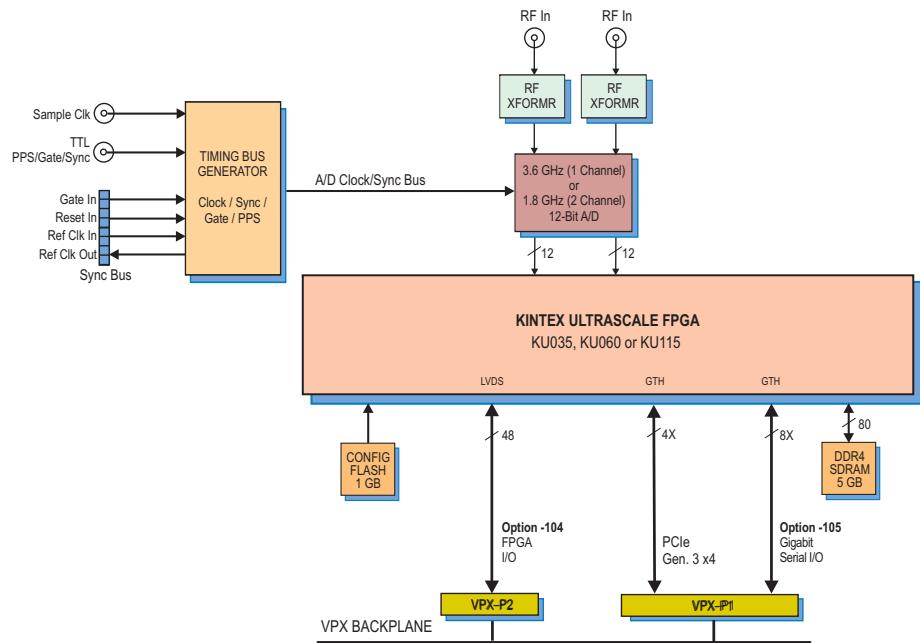 RF In
RF In
RF
XFORMR
RF
XFORMR
Sample Clk
TTL
PPS/Gate/Sync
TIMING BUS
GENERATOR
Clock / Sync /
Gate / PPS
A/D Clock/Sync Bus
3.6 GHz (1 Channel)
or
1.8 GHz (2 Channel)
12-Bit A/D
Gate In
Reset In
Ref Clk In
Ref Clk Out
Sync Bus
12
12
KINTEX ULTRASCALE FPGA
KU035, KU060 or KU115
LVDS
GTH
GTH
48
4X
8X
80
CONFIG
FLASH
1 GB
DDR4
SDRAM
5 GB
Option -104
FPGA
I/O
PCIe
Gen. 3 x4
Option -105
Gigabit
Serial I/O
VPX-P2
VPX-P1
VPX BACKPLANE